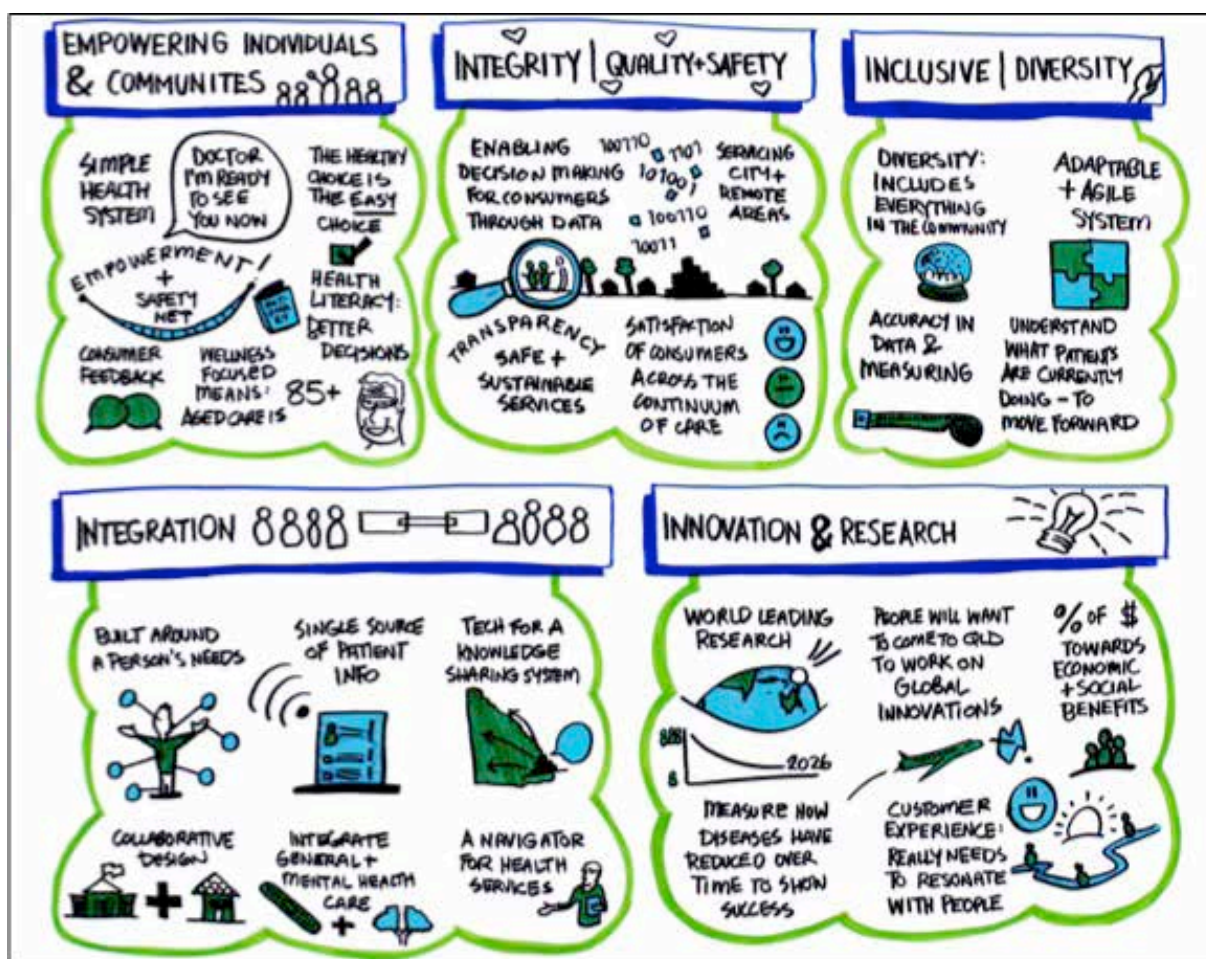 EMPOWERING INDIVIDUALS
& COMMUNITES
SIMPLE
HEALTH
SYSTEM
DOCTOR
I'M READY
TO SEE
YOU NOW
THE HEALTHY
CHOICE IS
THE EASY
CHOICE
EMPOWERMENT!
+
SAFETY
NET
HEALTH
LITERACY:
BETTER
DECISIONS
CONSUMER
FEEDBACK
WELLNESS
FOCUSED
MEANS:
AGED CARE IS
85+
INTEGRITY | QUALITY+SAFETY
ENABLING
DECISION MAKING
FOR CONSUMERS
THROUGH DATA
100110
1101
101001
100110
10011
SERVICING
CITY+
REMOTE
AREAS
TRANSPARENCY
SAFE +
SUSTAINABLE
SERVICES
SATISFACTION
OF CONSUMERS
ACROSS THE
CONTINUUM
OF CARE
INCLUSIVE | DIVERSITY
DIVERSITY:
INCLUDES
EVERYTHING
IN THE COMMUNITY
ADAPTABLE
+ AGILE
SYSTEM
ACCURACY IN
DATA &
MEASURING
UNDERSTAND
WHAT PATIENTS
ARE CURRENTLY
DOING - TO
MOVE FORWARD
INTEGRATION
BUILT AROUND
A PERSON'S NEEDS
SINGLE SOURCE
OF PATIENT
INFO
TECH FOR A
KNOWLEDGE
SHARING SYSTEM
COLLABORATIVE
DESIGN
INTEGRATE
GENERAL +
MENTAL HEALTH
CARE
+
A NAVIGATOR
FOR HEALTH
SERVICES
INNOVATION & RESEARCH
WORLD LEADING
RESEARCH
PEOPLE WILL WANT
TO COME TO QLD
TO WORK ON
GLOBAL
INNOVATIONS
% OF $
TOWARDS
ECONOMIC
+ SOCIAL
BENEFITS
$
2026
MEASURE HOW
DISEASES HAVE
REDUCED OVER
TIME TO SHOW
SUCCESS
CUSTOMER
EXPERIENCE:
REALLY NEEDS
TO RESONATE
WITH PEOPLE